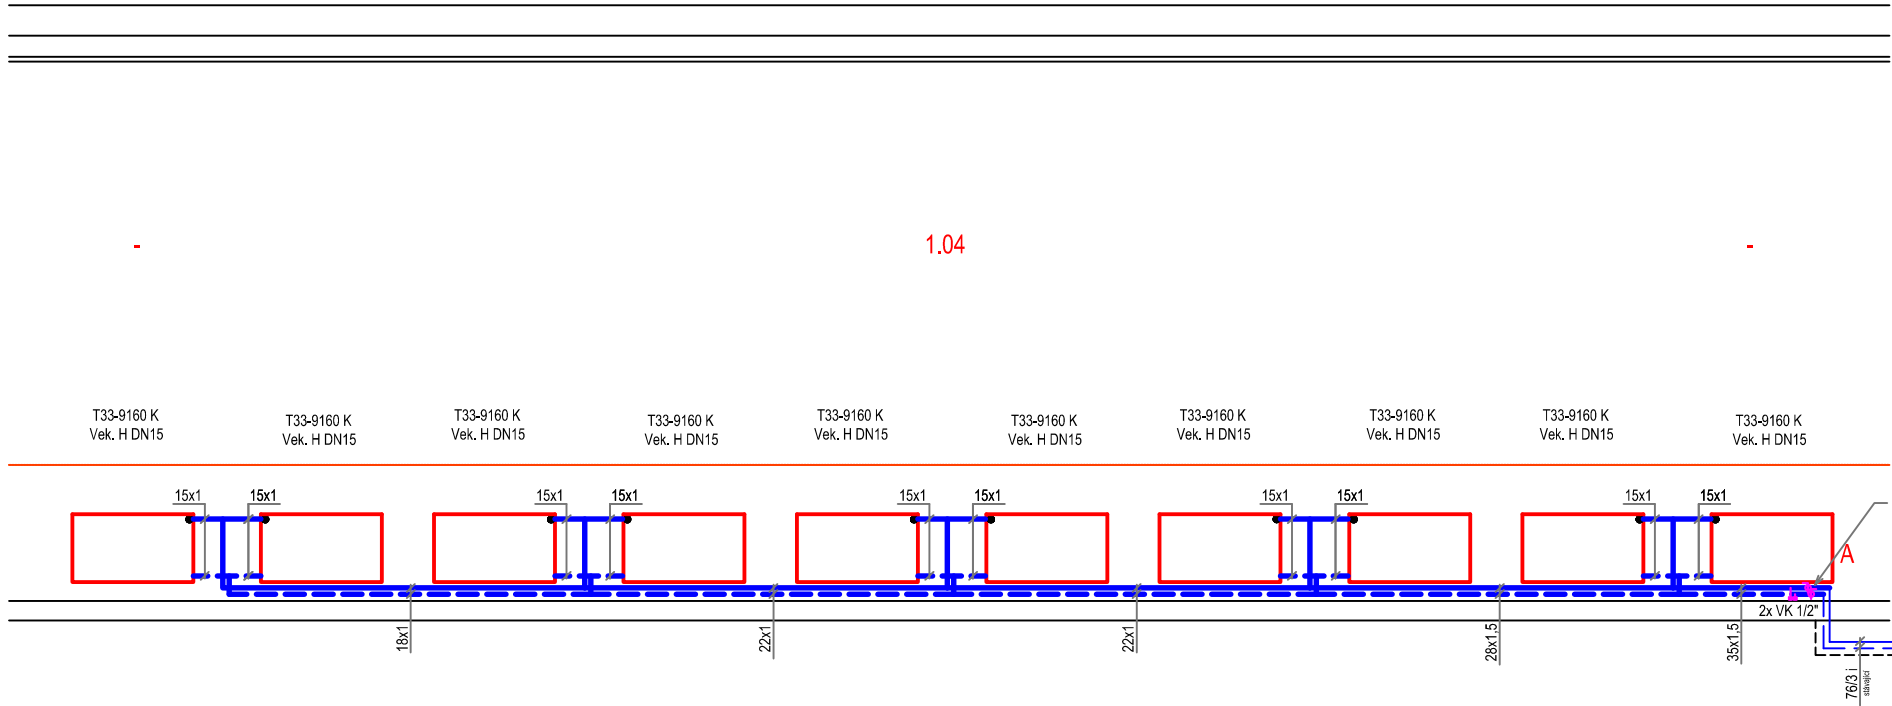 -
1.04
-
T33-9160 K
Vek. H DN15
T33-9160 K
Vek. H DN15
T33-9160 K
Vek. H DN15
T33-9160 K
Vek. H DN15
T33-9160 K
Vek. H DN15
T33-9160 K
Vek. H DN15
T33-9160 K
Vek. H DN15
T33-9160 K
Vek. H DN15
T33-9160 K
Vek. H DN15
T33-9160 K
Vek. H DN15
15x1
15x1
15x1
15x1
15x1
15x1
15x1
15x1
15x1
15x1
A
2x VK 1/2"
18x1
22x1
22x1
28x1,5
35x1,5
76/3 i
stávající